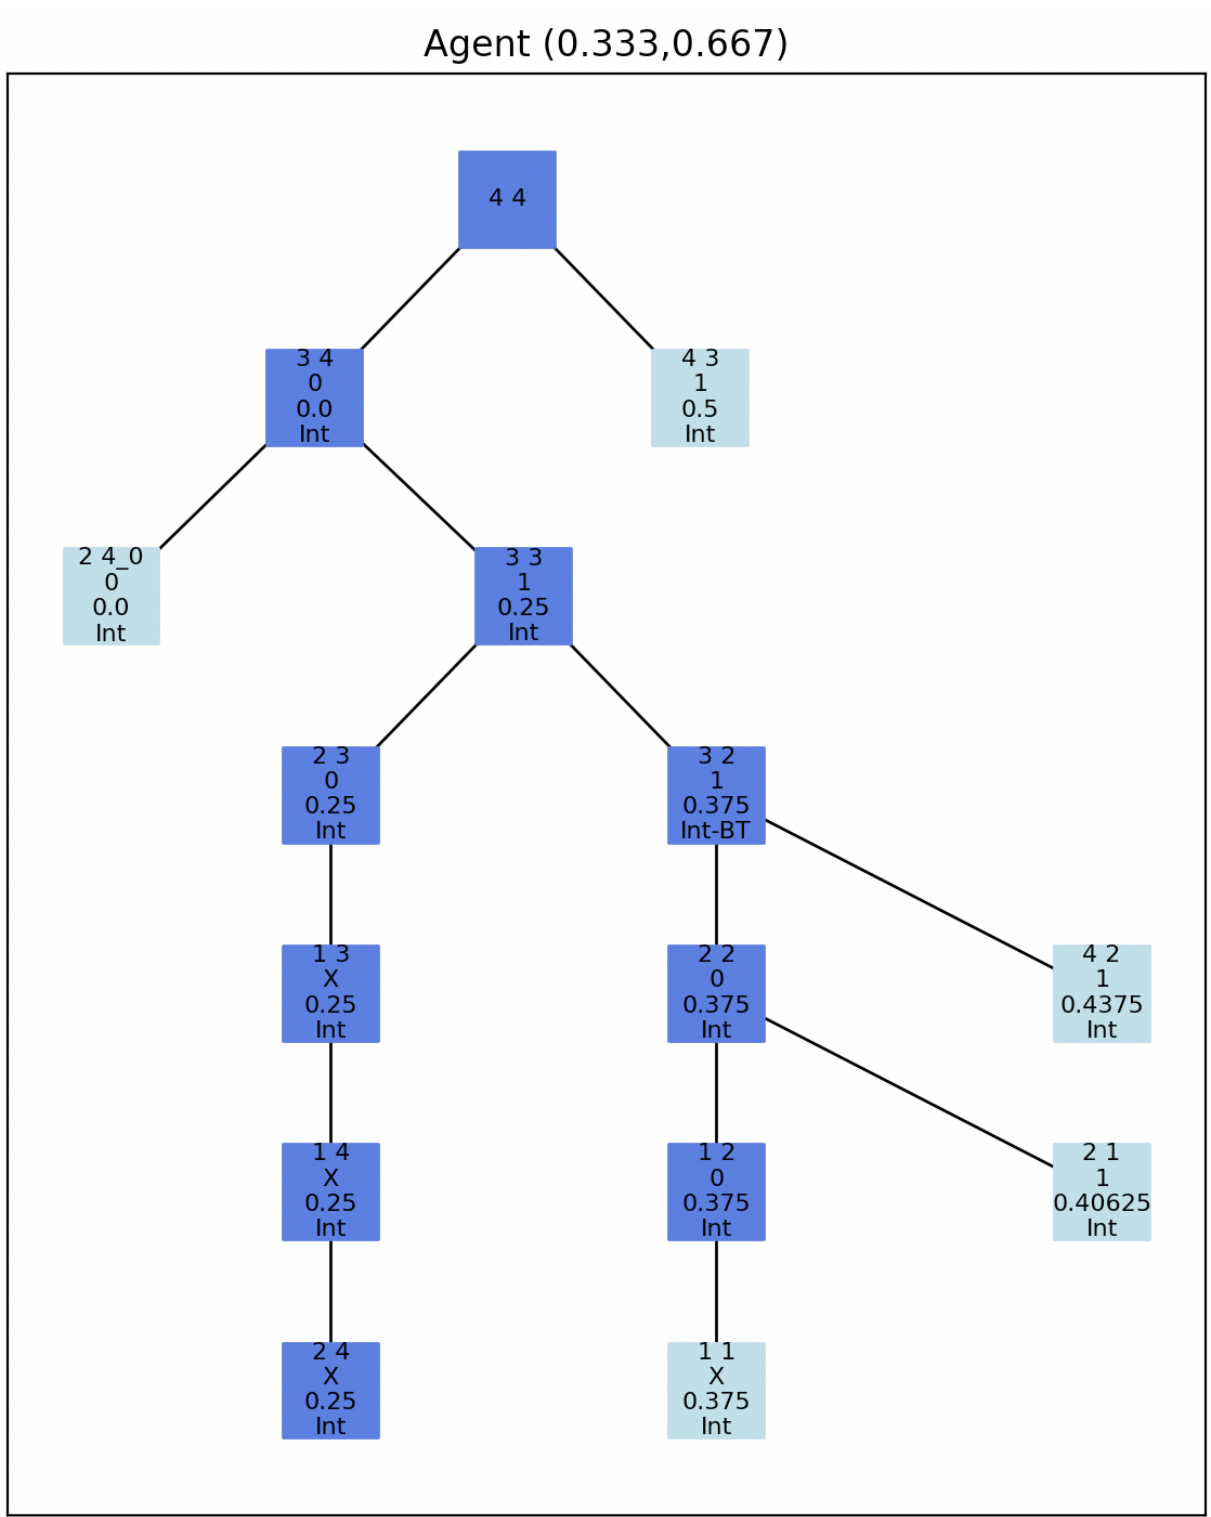 Agent (0.333,0.667)
4 4
3 4
0
0.0
Int
4 3
1
0.5
Int
2 4_0
0
0.0
Int
3 3
1
0.25
Int
2 3
0
0.25
Int
3 2
1
0.375
Int-BT
1 3
X
0.25
Int
2 2
0
0.375
Int
4 2
1
0.4375
Int
1 4
X
0.25
Int
1 2
0
0.375
Int
2 1
1
0.40625
Int
2 4
X
0.25
Int
1 1
X
0.375
Int